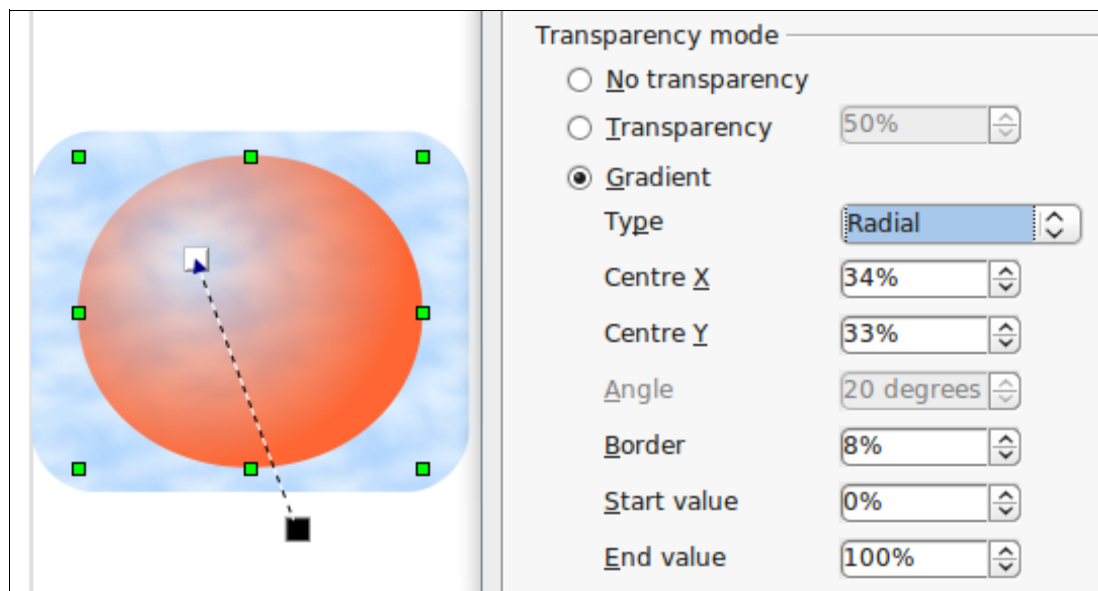 Transparency mode
No transparency
Transparency 50%
Gradient
Type Radial
Centre X 34%
Centre Y 33%
Angle 20 degrees
Border 8%
Start value 0%
End value 100%